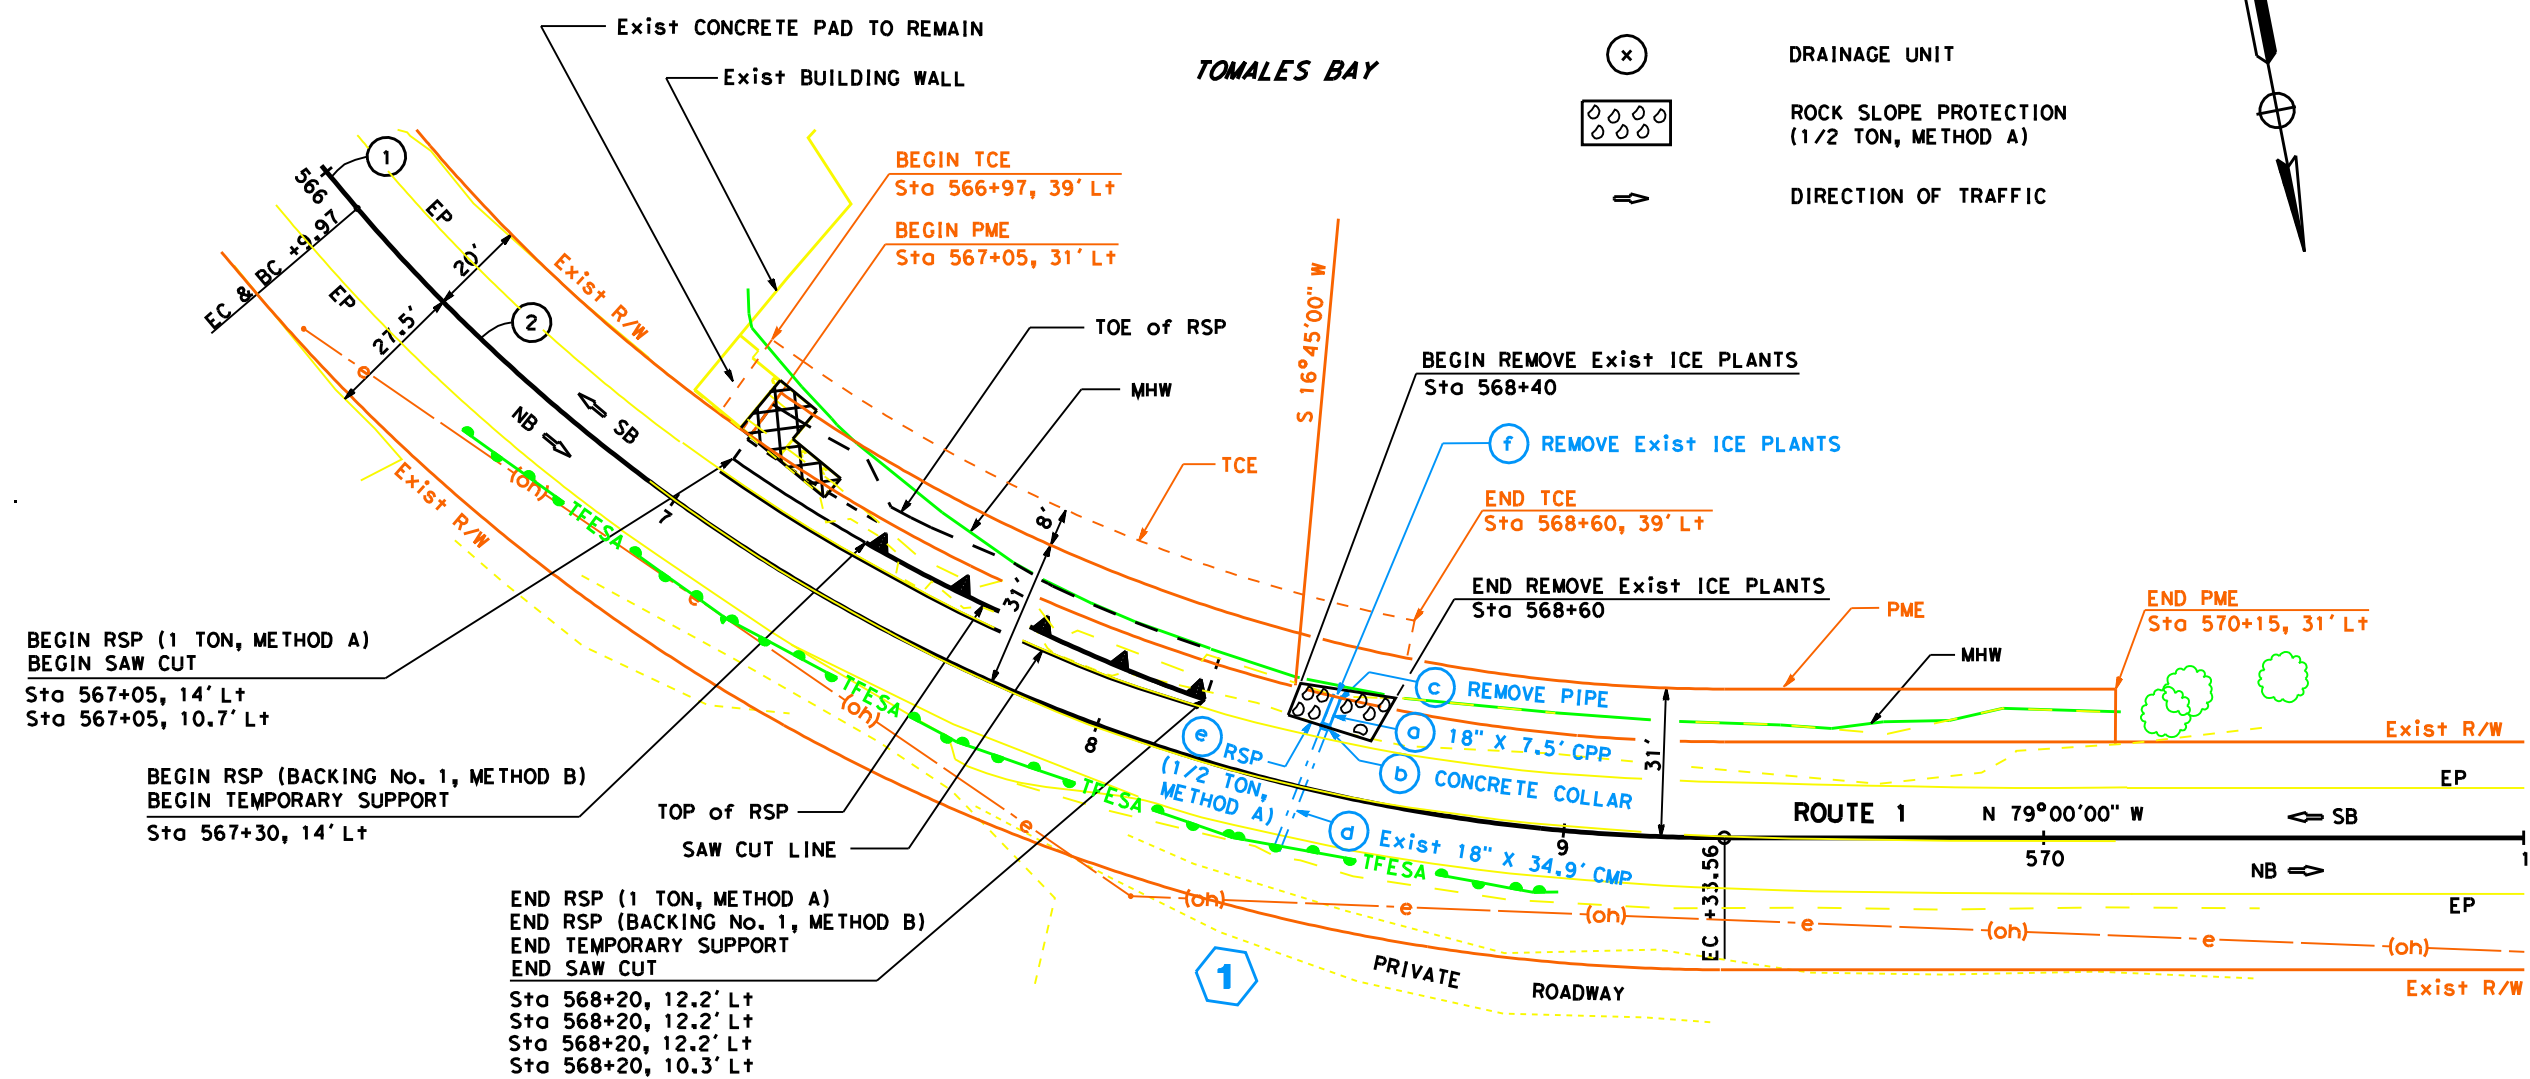 Exist CONCRETE PAD TO REMAIN
Exist BUILDING WALL
TOMALES BAY
x
DRAINAGE UNIT
ROCK SLOPE PROTECTION
(1/2 TON, METHOD A)
DIRECTION OF TRAFFIC
566
1
EP
EC & BC +9.97
20'
EP
27.5'
2
Exist R/W
BEGIN TCE
Sta 566+97, 39' Lt
BEGIN PME
Sta 567+05, 31' Lt
TOE of RSP
MHW
S 16°45'00" W
BEGIN REMOVE Exist ICE PLANTS
Sta 568+40
f
REMOVE Exist ICE PLANTS
TCE
END TCE
Sta 568+60, 39' Lt
END REMOVE Exist ICE PLANTS
Sta 568+60
PME
END PME
Sta 570+15, 31' Lt
MHW
e
NB
SB
Exist R/W
(oh)
TFESA
7
8'
31'
e
BEGIN RSP (1 TON, METHOD A)
BEGIN SAW CUT
Sta 567+05, 14' Lt
Sta 567+05, 10.7' Lt
BEGIN RSP (BACKING No. 1, METHOD B)
BEGIN TEMPORARY SUPPORT
Sta 567+30, 14' Lt
TOP of RSP
SAW CUT LINE
END RSP (1 TON, METHOD A)
END RSP (BACKING No. 1, METHOD B)
END TEMPORARY SUPPORT
END SAW CUT
Sta 568+20, 12.2' Lt
Sta 568+20, 12.2' Lt
Sta 568+20, 12.2' Lt
Sta 568+20, 10.3' Lt
TFESA
(oh)
8
TFESA
e
c
REMOVE PIPE
a
18" X 7.5' CPP
b
CONCRETE COLLAR
e
RSP
(1/2 TON,
METHOD A)
d
Exist 18" X 34.9' CMP
TFESA
31'
9
ROUTE 1
N 79°00'00" W
SB
570
1
NB
EC +33.56
Exist R/W
EP
EP
(oh)
e
(oh)
e
(oh)
e
(oh)
1
PRIVATE
ROADWAY
Exist R/W